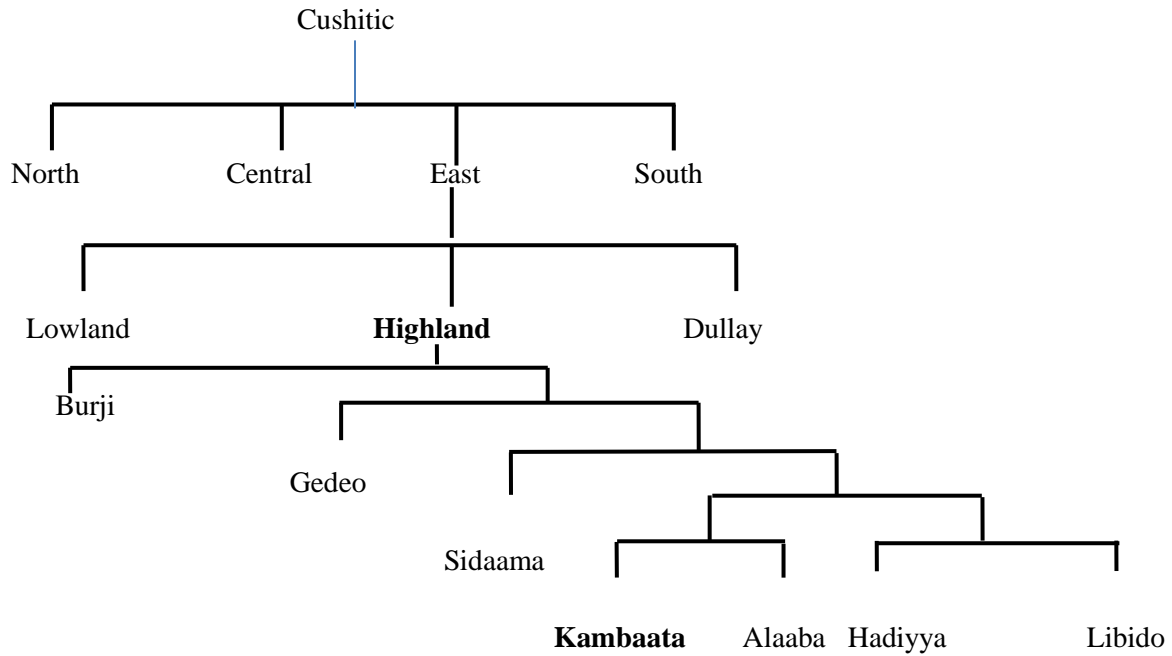 Cushitic
North Central East South
Lowland Highland Dullay
Burji
Gedeo
Sidaama
Kambaata Alaaba Hadiyya Libido